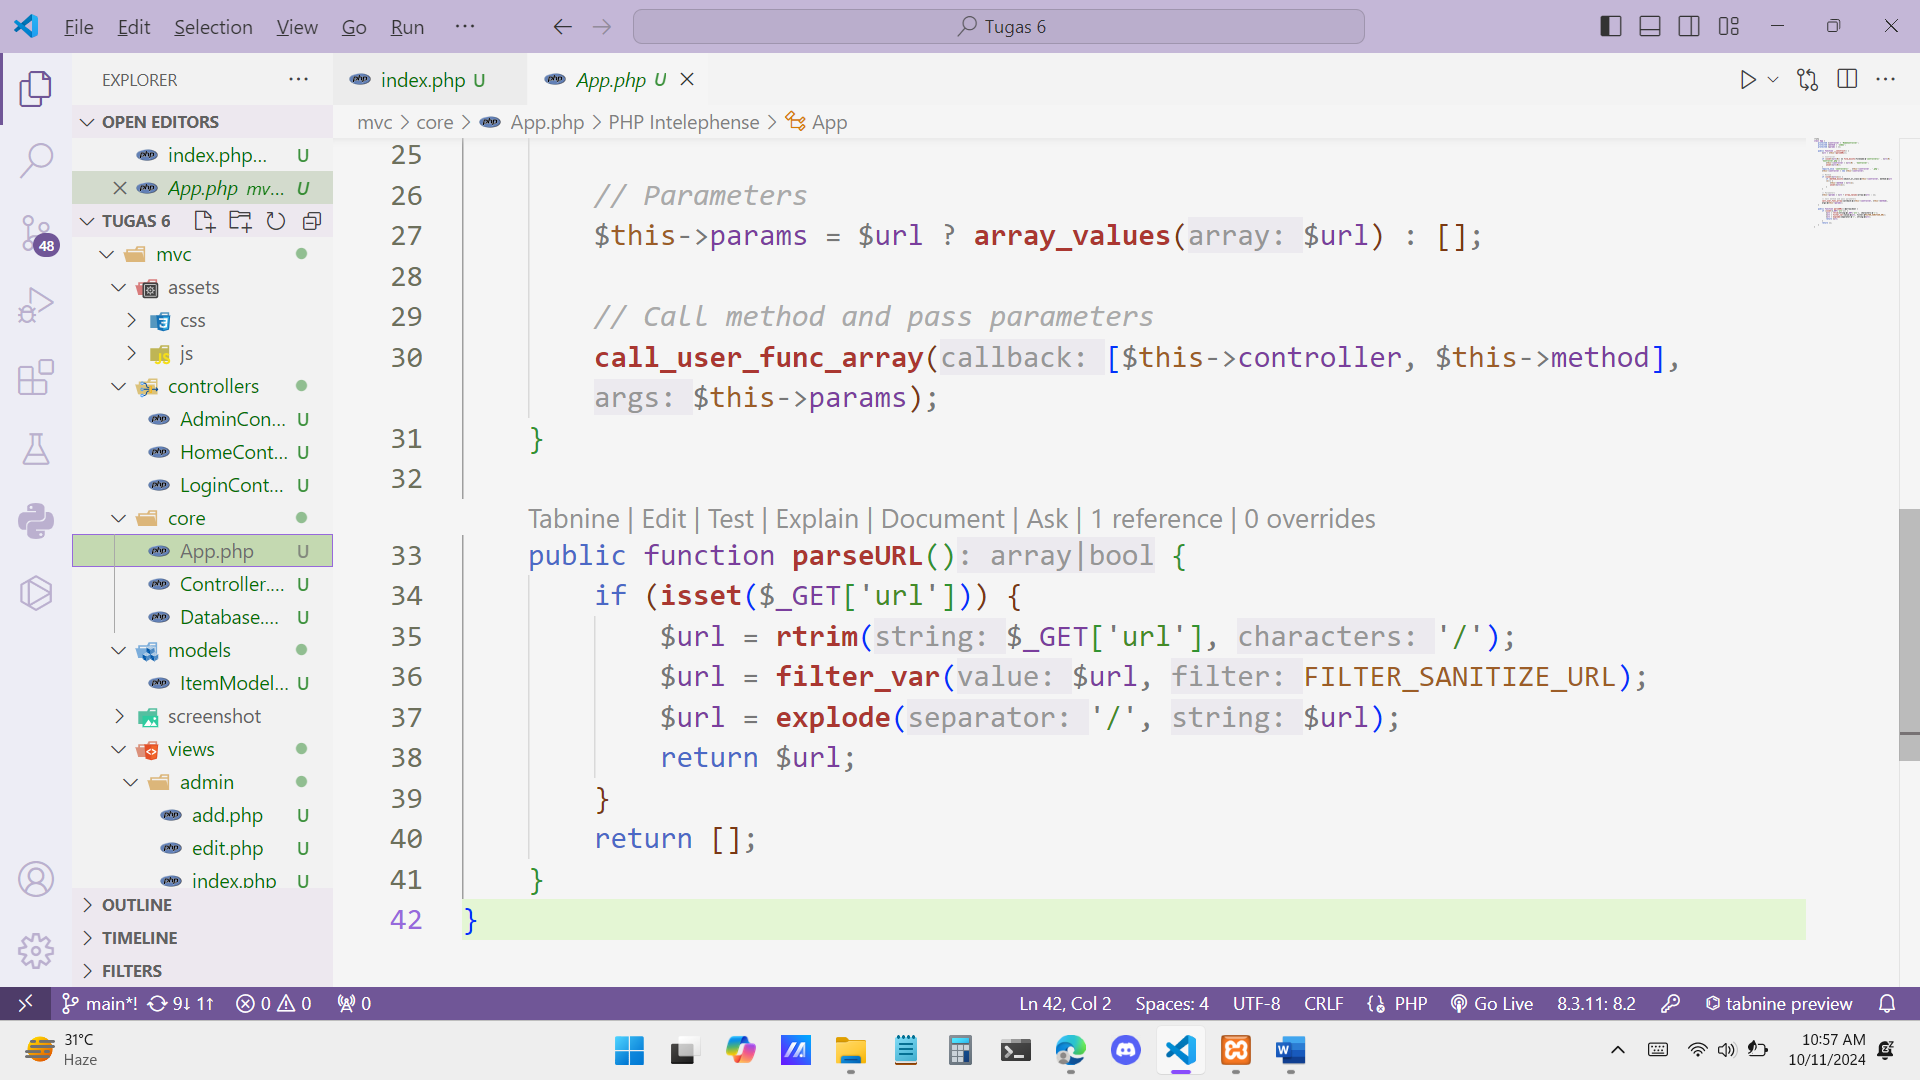 File Edit Selection View Go Run ··· Tugas 6
EXPLORER
index.php U
App.php U
OPEN EDITORS
index.php... U
App.php mv... U
TUGAS 6
mvc
assets
css
js
controllers
AdminCon... U
HomeCont... U
LoginCont... U
core
App.php U
Controller.... U
Database.... U
models
ItemModel... U
screenshot
views
admin
add.php U
edit.php U
index.php U
OUTLINE
TIMELINE
FILTERS
48
mvc > core > App.php > PHP Intelephense > App
25
26 // Parameters
27 $this->params = $url ? array_values(array: $url) : [];
28
29 // Call method and pass parameters
30 call_user_func_array(callback: [$this->controller, $this->method],
args: $this->params);
31 }
32
Tabnine | Edit | Test | Explain | Document | Ask | 1 reference | 0 overrides
33 public function parseURL(): array|bool {
34 if (isset($_GET['url'])) {
35 $url = rtrim(string: $_GET['url'], characters: '/');
36 $url = filter_var(value: $url, filter: FILTER_SANITIZE_URL);
37 $url = explode(separator: '/', string: $url);
38 return $url;
39 }
40 return [];
41 }
42 }
main*! 9↓ 1↑ 0 0 0 Ln 42, Col 2 Spaces: 4 UTF-8 CRLF PHP Go Live 8.3.11: 8.2 tabnine preview
31°C
Haze
10:57 AM
10/11/2024